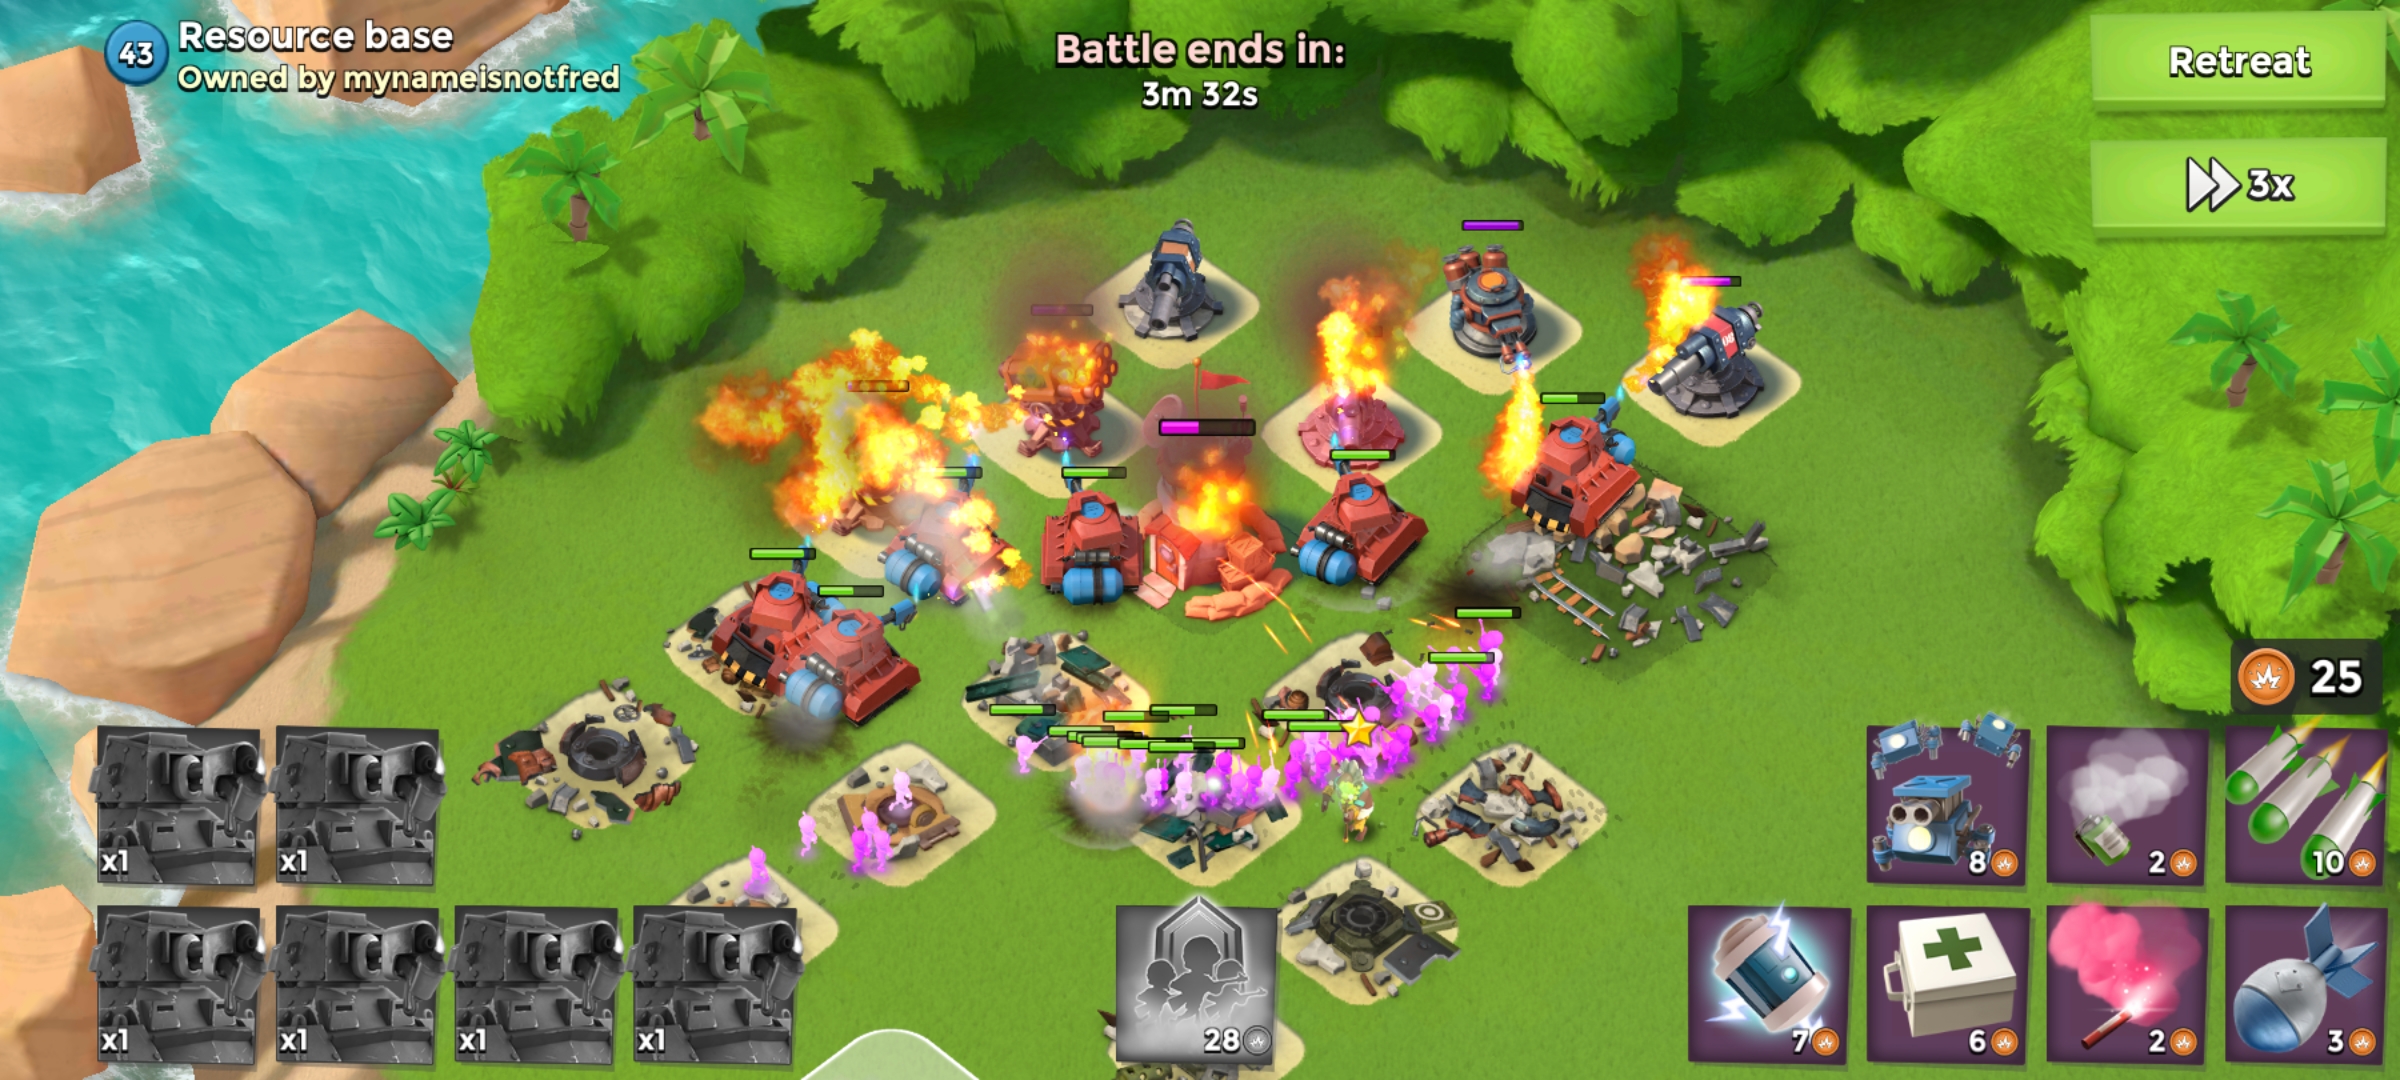 43
Resource base
Owned by mynameisnotfred
Battle ends in:
3m 32s
Retreat
3x
25
x1
x1
8
2
10
x1
x1
x1
x1
28
7
6
2
3